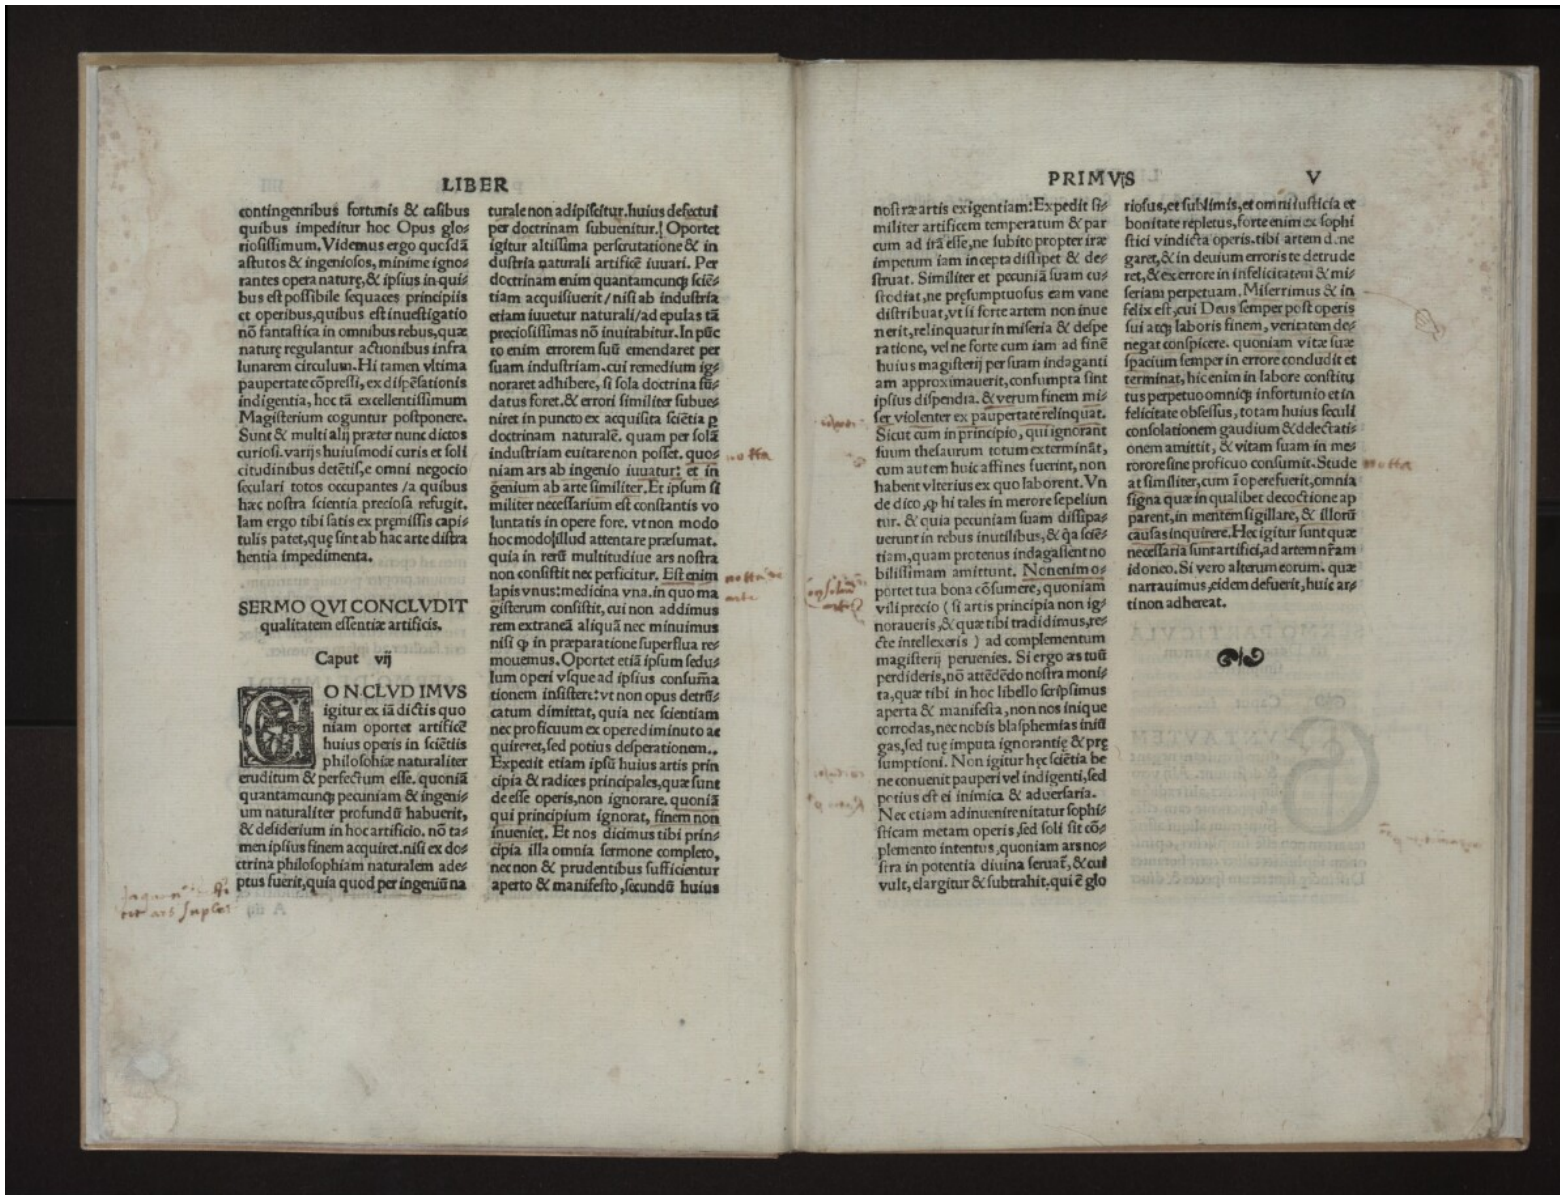 LIBER
contingentibus fortunis & casibus
quibus impeditur hoc Opus glo⸗
riosissimum. Videmus ergo quosdā
astutos & ingeniosos, minime igno⸗
rantes opera naturę, & ipsius in qui⸗
bus est possibile sequaces principiis
et operibus, quibus est inuestigatio
nō fantastica in omnibus rebus, quæ
naturę regulantur actionibus infra
lunarem circulum. Hi tamen vltima
paupertate cōpressi, ex dispēsationis
indigentia, hoc tā excellentissimum
Magisterium coguntur postponere.
Sunt & multi alij præter nunc dictos
curiosi. varijs huiusmodi curis et soli
citudinibus detētis, e omni negocio
seculari totos occupantes / a quibus
hæc nostra scientia preciosa refugit.
Iam ergo tibi satis ex pręmissis capi⸗
tulis patet, quę sint ab hac arte distra
hentia impedimenta.
SERMO QVI CONCLVDIT
qualitatem essentiæ artificis.
Caput vij
CON CLVD IMVS
igitur ex iā dictis quo
niam oportet artificē
huius operis in sciētiis
philosophiæ naturaliter
eruditum & perfectum esse. quoniā
quantamcunq; pecuniam & ingeni⸗
um naturaliter profundū habuerit,
& desiderium in hoc artificio. nō ta⸗
men ipsius finem acquiret. nisi ex do⸗
ctrina philosophiam naturalem ade⸗
ptus fuerit, quia quod per ingeniū na
turale non adipiscitur. huius defectui
per doctrinam subuenitur.! Oportet
igitur altissima perscrutatione & in
dustria naturali artificē iuuari. Per
doctrinam enim quantamcunq; sciē⸗
tiam acquisiuerit / nisi ab industria
etiam iuuetur naturali / ad epulas tā
preciosissimas nō inuitabitur. In pūc
to enim errorem suū emendaret per
suam industriam. cui remedium ig⸗
noraret adhibere, si sola doctrina fū⸗
datus foret. & errori similiter subue⸗
niret in puncto ex acquisita sciētia ꝑ
doctrinam naturalē. quam per solā
industriam euitare non posset. quo⸗
niam ars ab ingenio iuuatur: et in
genium ab arte similiter. Et ipsum si
militer necessarium est constantis vo
luntatis in opere fore. vt non modo
hoc modo illud attentare præsumat.
quia in rerū multitudiue ars nostra
non consistit nec perficitur. Est enim
lapis vnus: medicina vna. in quo ma
gisterum consistit, cui non addimus
rem extraneā aliquā nec minuimus
nisi ꝙ in præparatione superflua re⸗
mouemus. Oportet etiā ipsum sedu⸗
lum operi vsque ad ipsius consum̄a
tionem insistere: vt non opus detrū⸗
catum dimittat, quia nec scientiam
nec proficuum ex opere diminuto ac
quireret, sed potius desperationem..
Expedit etiam ipsū huius artis prin
cipia & radices principales, quæ sunt
de esse operis, non ignorare. quoniā
qui principium ignorat, finem non
inueniet. Et nos dicimus tibi prin⸗
cipia illa omnia sermone completo,
nec non & prudentibus sufficientur
aperto & manifesto, secundū huius
notta
notta de
arte
ars
PRIMVS V
nostræ artis exigentiam: Expedit si⸗
militer artificem temperatum & par
cum ad irā esse, ne subito propter iræ
impetum iam incepta dissipet & de⸗
struat. Similiter et pecuniā suam cu⸗
stodiat, ne pręsumptuosus eam vane
distribuat, vt si forte artem non inue
nerit, relinquatur in miseria & despe
ratione, vel ne forte cum iam ad finē
huius magisterij per suam indaganti
am approximauerit, consumpta sint
ipsius dispendia. & verum finem mi⸗
ser violenter ex paupertate relinquat.
Sicut cum in principio, qui ignorant
suum thesaurum totum extermināt,
cum autem huic affines fuerint, non
habent vlterius ex quo laborent. Vn
de dico, ꝙ hi tales in merore sepeliun
tur. & quia pecuniam suam dissipa⸗
uerunt in rebus inutilibus, & q̄a sciē⸗
tiam, quam protenus indagassent no
bilissimam amittunt. Non enim o⸗
portet tua bona cōsumere, quoniam
vili precio ( si artis principia non ig⸗
noraueris, & quæ tibi tradidimus, re⸗
cte intellexeris ) ad complementum
magisterij peruenies. Si ergo æs tuū
perdideris, nō attēdēdo nostra moni⸗
ta, quæ tibi in hoc libello scripsimus
aperta & manifesta, non nos inique
corrodas, nec nobis blasphemias iniū
gas, sed tuę imputa ignorantię & prę
sumptioni. Non igitur hęc sciētia be
ne conuenit pauperi vel indigenti, sed
potius est ei inimica & aduersaria.
Nec etiam adinuenire nitatur sophi⸗
sticam metam operis, sed soli sit cō⸗
plemento intentus, quoniam ars no⸗
stra in potentia diuina seruat̄, & cui
vult, elargitur & subtrahit. qui ē glo
riosus, et sublimis, et omni iusticia et
bonitate repletus, forte enim ex sophi
stici vindicta operis. tibi artem d.ne
garet, & in deuium erroris te detrude
ret, & ex errore in infelicitatem & mi⸗
seriam perpetuam. Miserrimus & in
felix est, cui Deus semper post operis
sui atq; laboris finem, veritatem de⸗
negat conspicere. quoniam vitæ suæ
spacium semper in errore concludit et
terminat, hic enim in labore constitu
tus perpetuo omniq; infortunio et in
felicitate obsessus, totam huius seculi
consolationem gaudium & delectati⸗
onem amittit, & vitam suam in me⸗
rorore sine proficuo consumit. Stude
at similiter, cum ī opere fuerit, omnia
signa quæ in qualibet decoctione ap
parent, in mentem sigillare, & illorū
causas inquirere. Hec igitur sunt quæ
necessaria sunt artifici, ad artem nr̄am
idoneo. Si vero alterum eorum. quæ
narrauimus, eidem defuerit, huic ar⸗
ti non adhereat.
notta